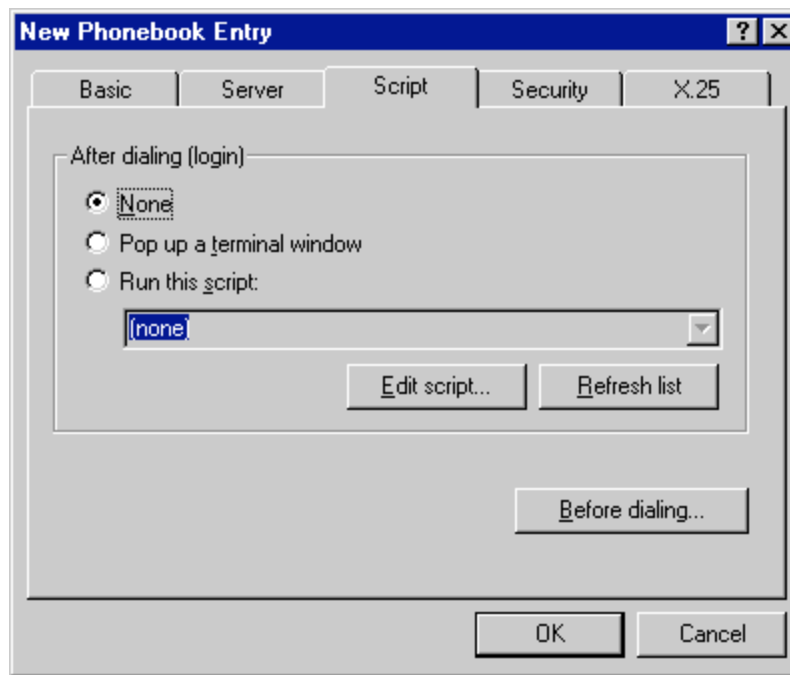 New Phonebook Entry
Basic Server Script Security X.25
After dialing (login)
None
Pop up a terminal window
Run this script:
(none)
Edit script... Refresh list
Before dialing...
OK Cancel